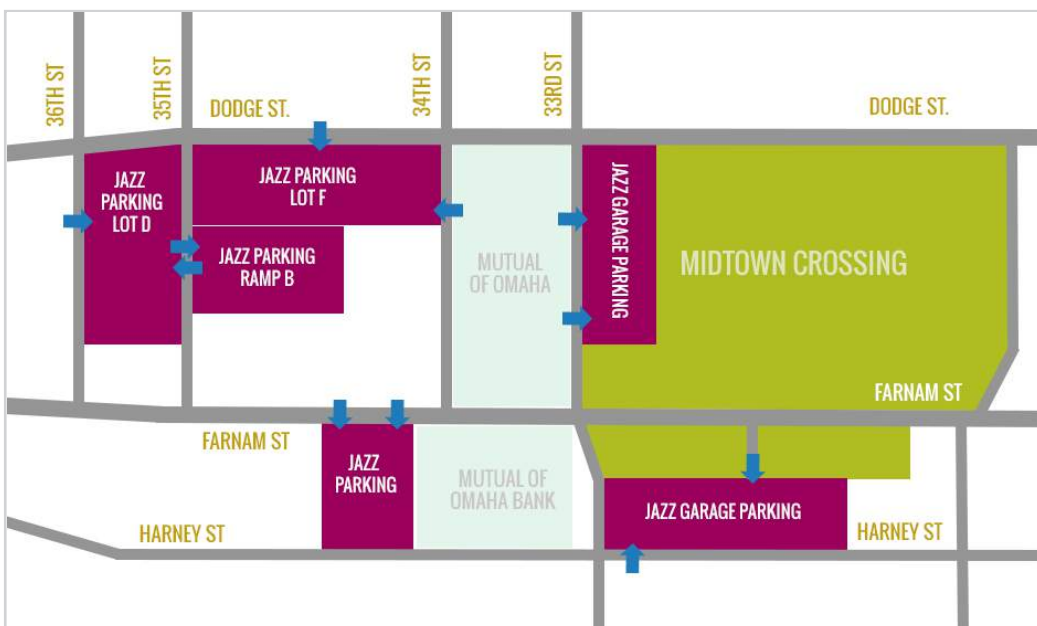 36TH ST
35TH ST
34TH ST
33RD ST
DODGE ST.
DODGE ST.
JAZZ
PARKING
LOT D
JAZZ PARKING
LOT F
JAZZ PARKING
RAMP B
MUTUAL
OF OMAHA
JAZZ GARAGE PARKING
MIDTOWN CROSSING
FARNAM ST
FARNAM ST
JAZZ
PARKING
MUTUAL OF
OMAHA BANK
JAZZ GARAGE PARKING
HARNEY ST
HARNEY ST